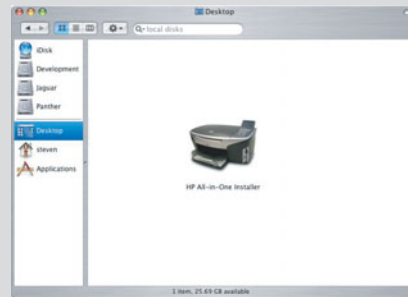 Desktop
local disks
iDisk
Development
Jaguar
Panther
Desktop
steven
Applications
HP All-in-One Installer
1 item, 25.69 GB available